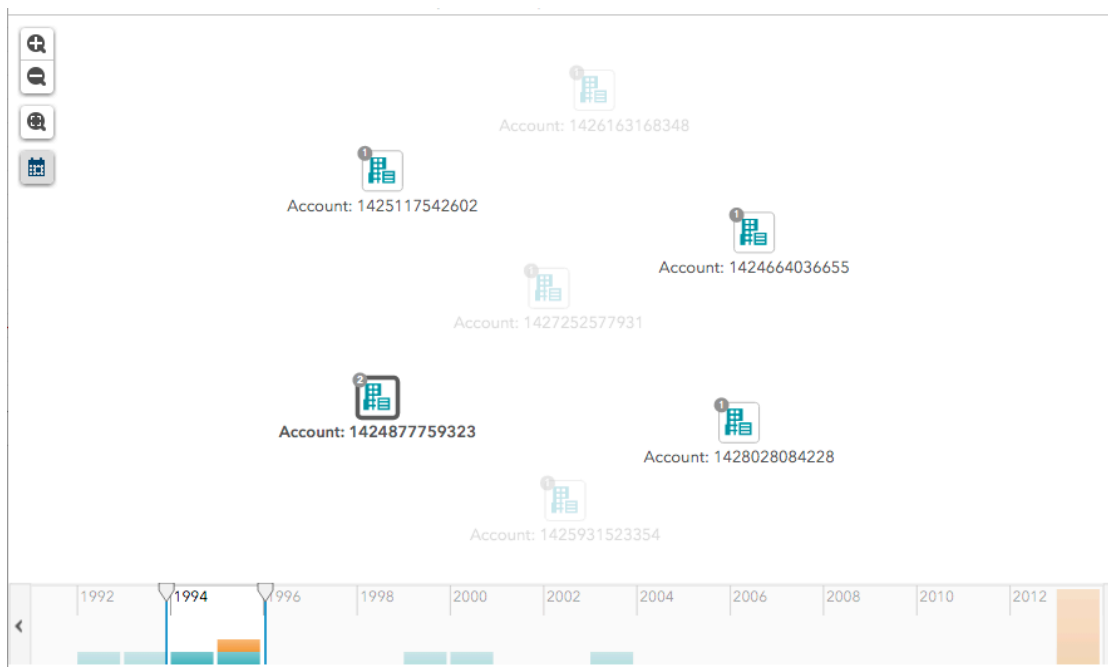 1
Account: 1426163168348
1
Account: 1425117542602
1
Account: 1424664036655
1
Account: 1427252577931
2
Account: 1424877759323
1
Account: 1428028084228
1
Account: 1425931523354
1992 1994 1996 1998 2000 2002 2004 2006 2008 2010 2012